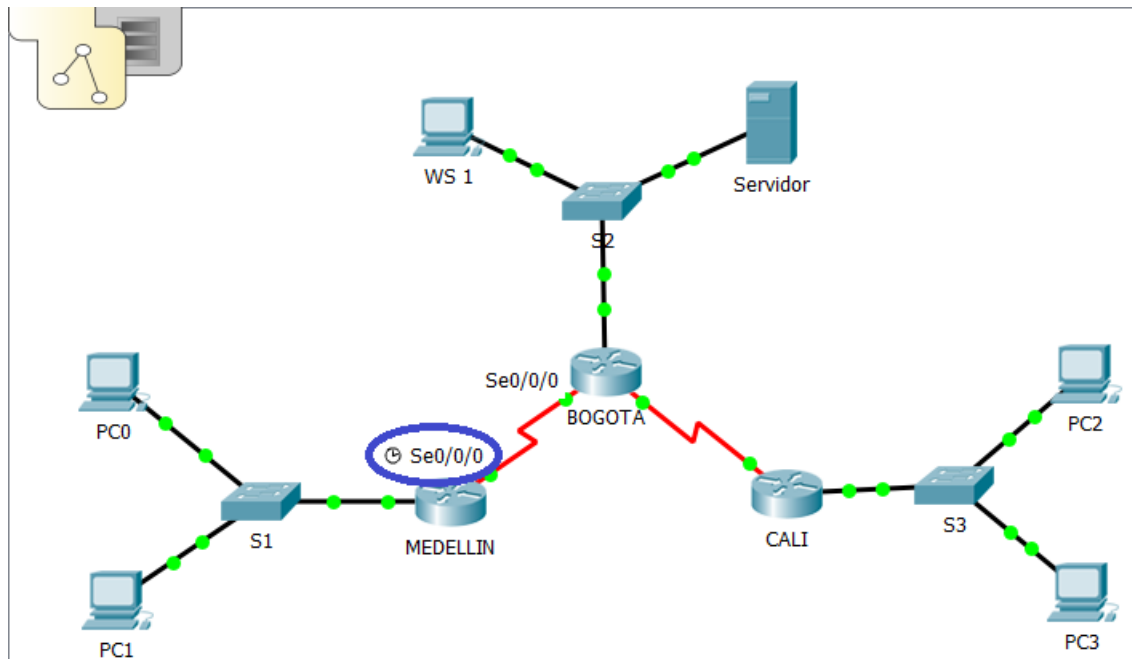 WS 1
Servidor
S2
Se0/0/0
BOGOTA
PC0
PC2
Se0/0/0
S1
MEDELLIN
CALI
S3
PC1
PC3